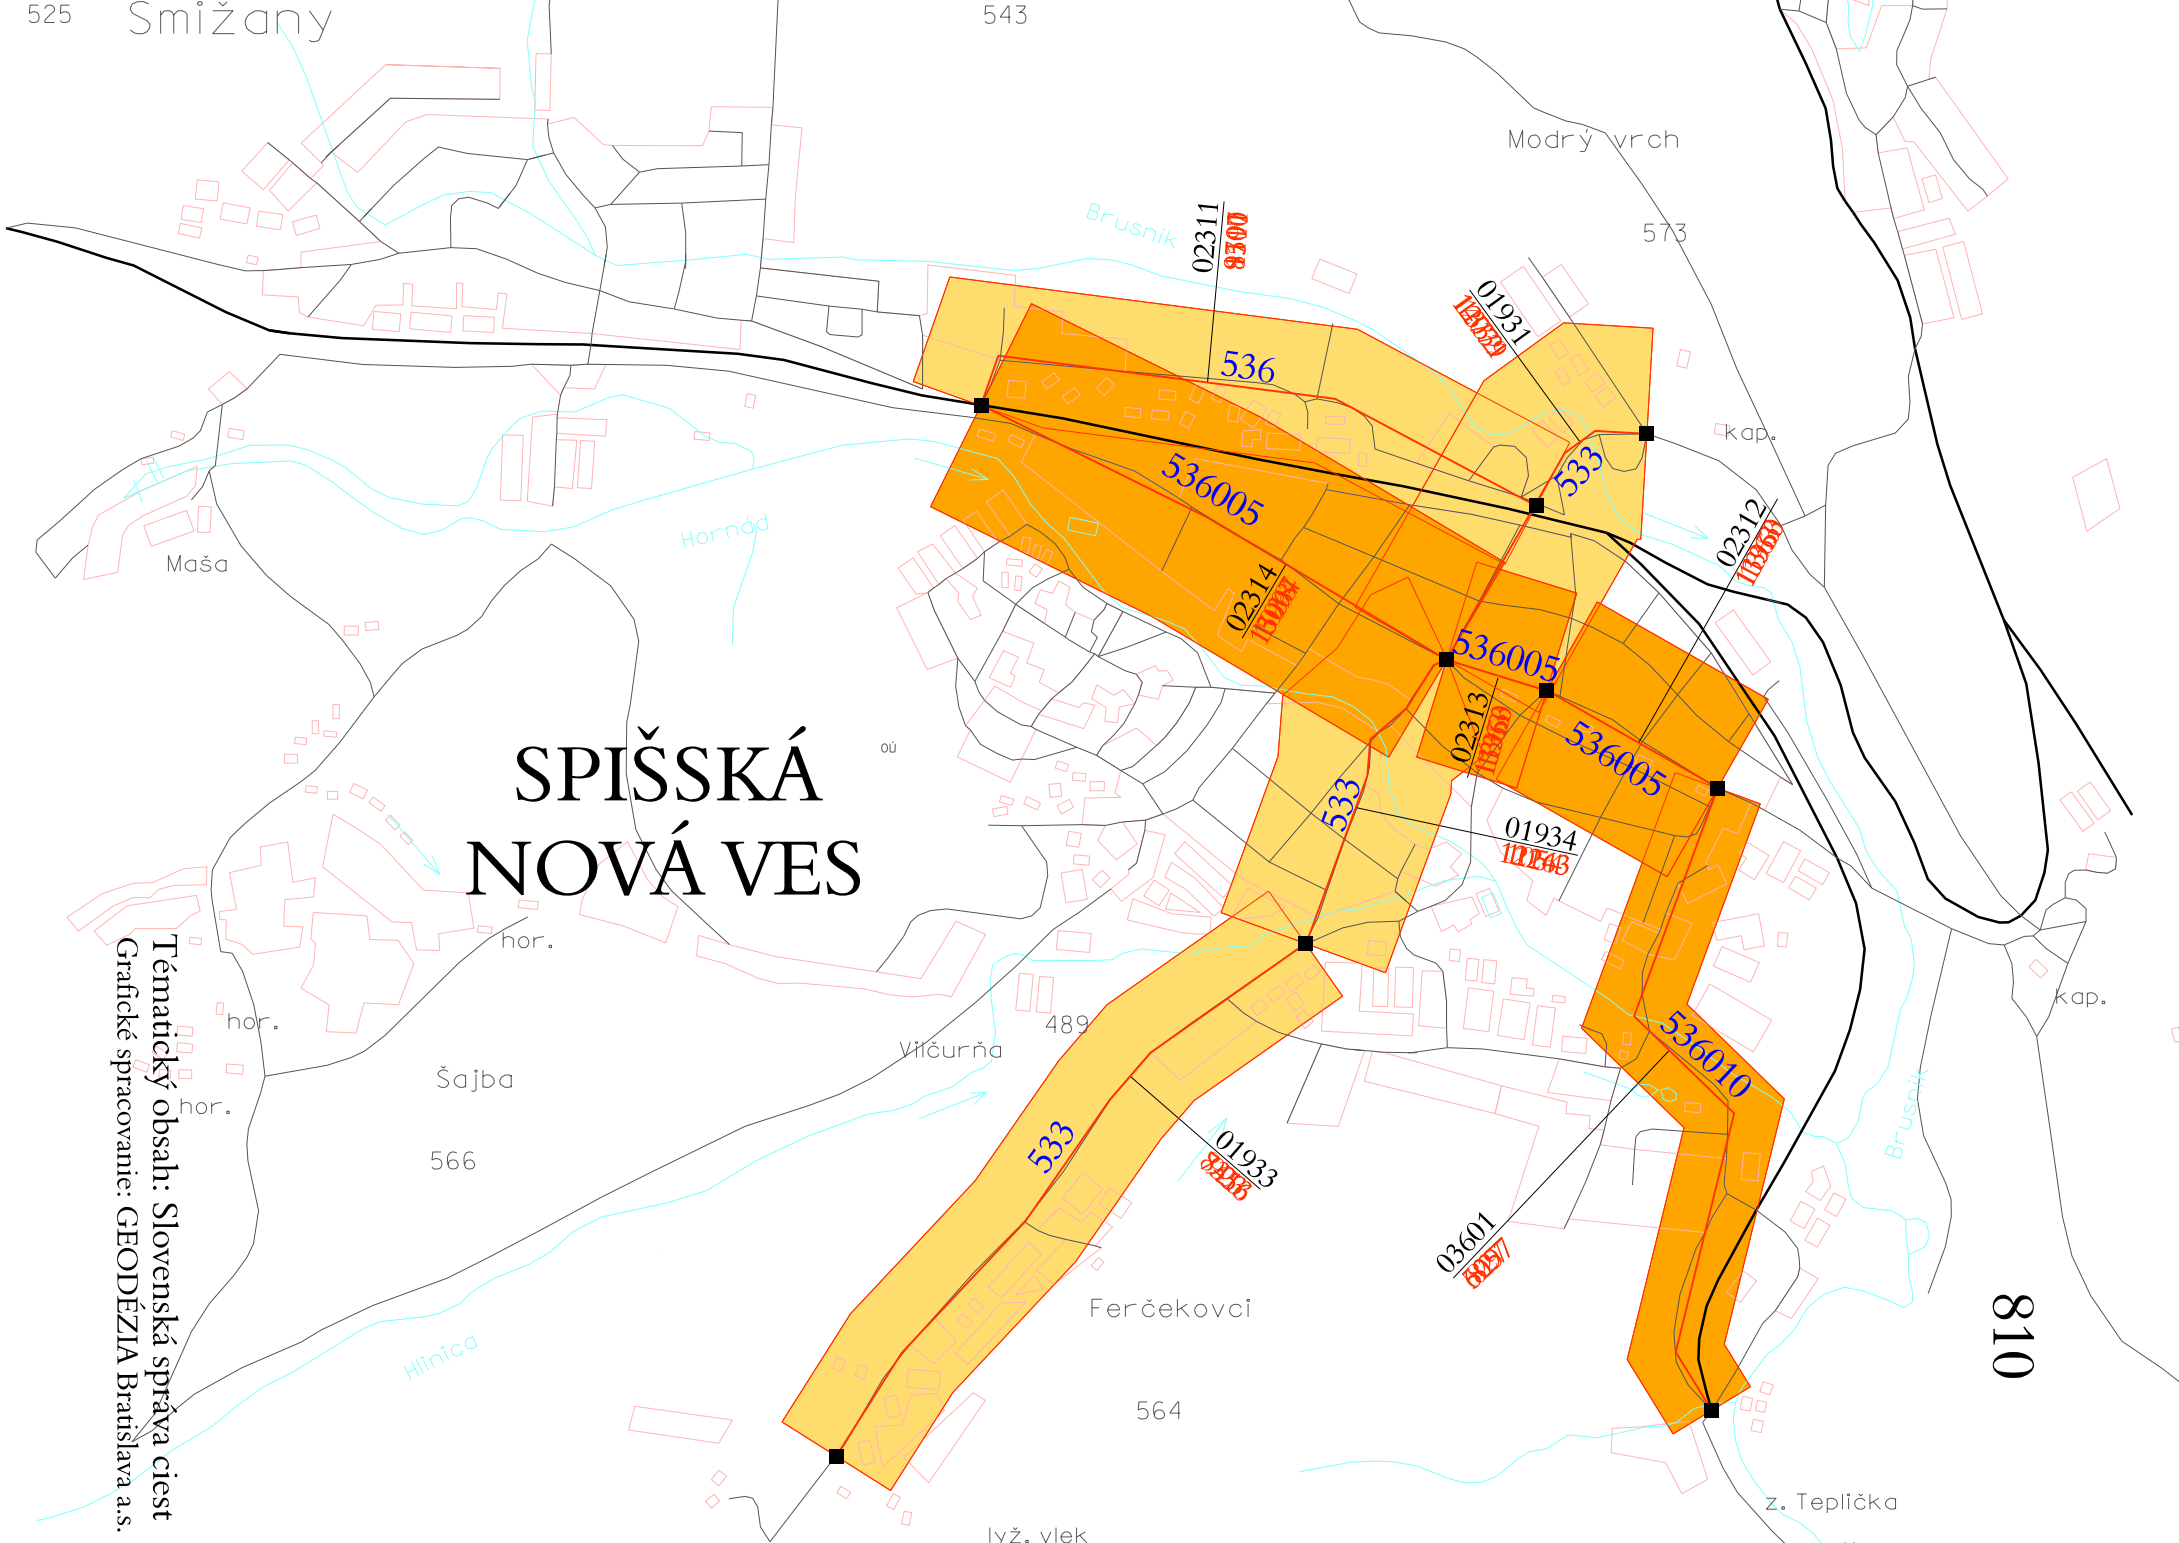 525
Smižany
543
Modrý vrch
573
Brusník
02311
01931
536
kap.
533
536005
02312
Hornád
Maša
02314
536005
02313
536005
SPIŠSKÁ
NOVÁ VES
OÚ
533
01934
hor.
hor.
hor.
489
Vilčurňa
Šajba
566
536010
kap.
Brusník
533
01933
03601
Ferčekovci
Hlinica
564
810
z. Teplička
lyž. vlek
Tématický obsah: Slovenská správa ciest
Grafické spracovanie: GEODÉZIA Bratislava a.s.